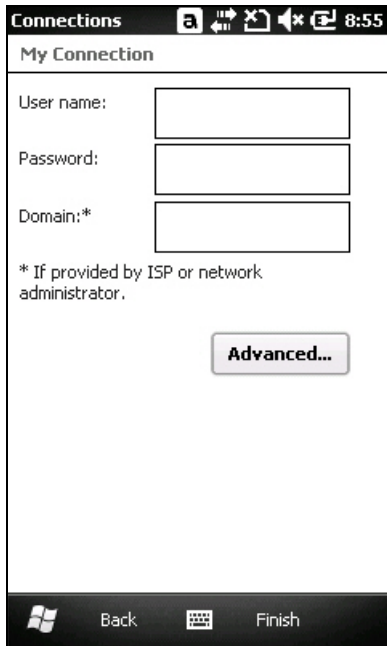 Connections a 8:55
My Connection
User name:
Password:
Domain:*
* If provided by ISP or network
administrator.
Advanced...
Back Finish